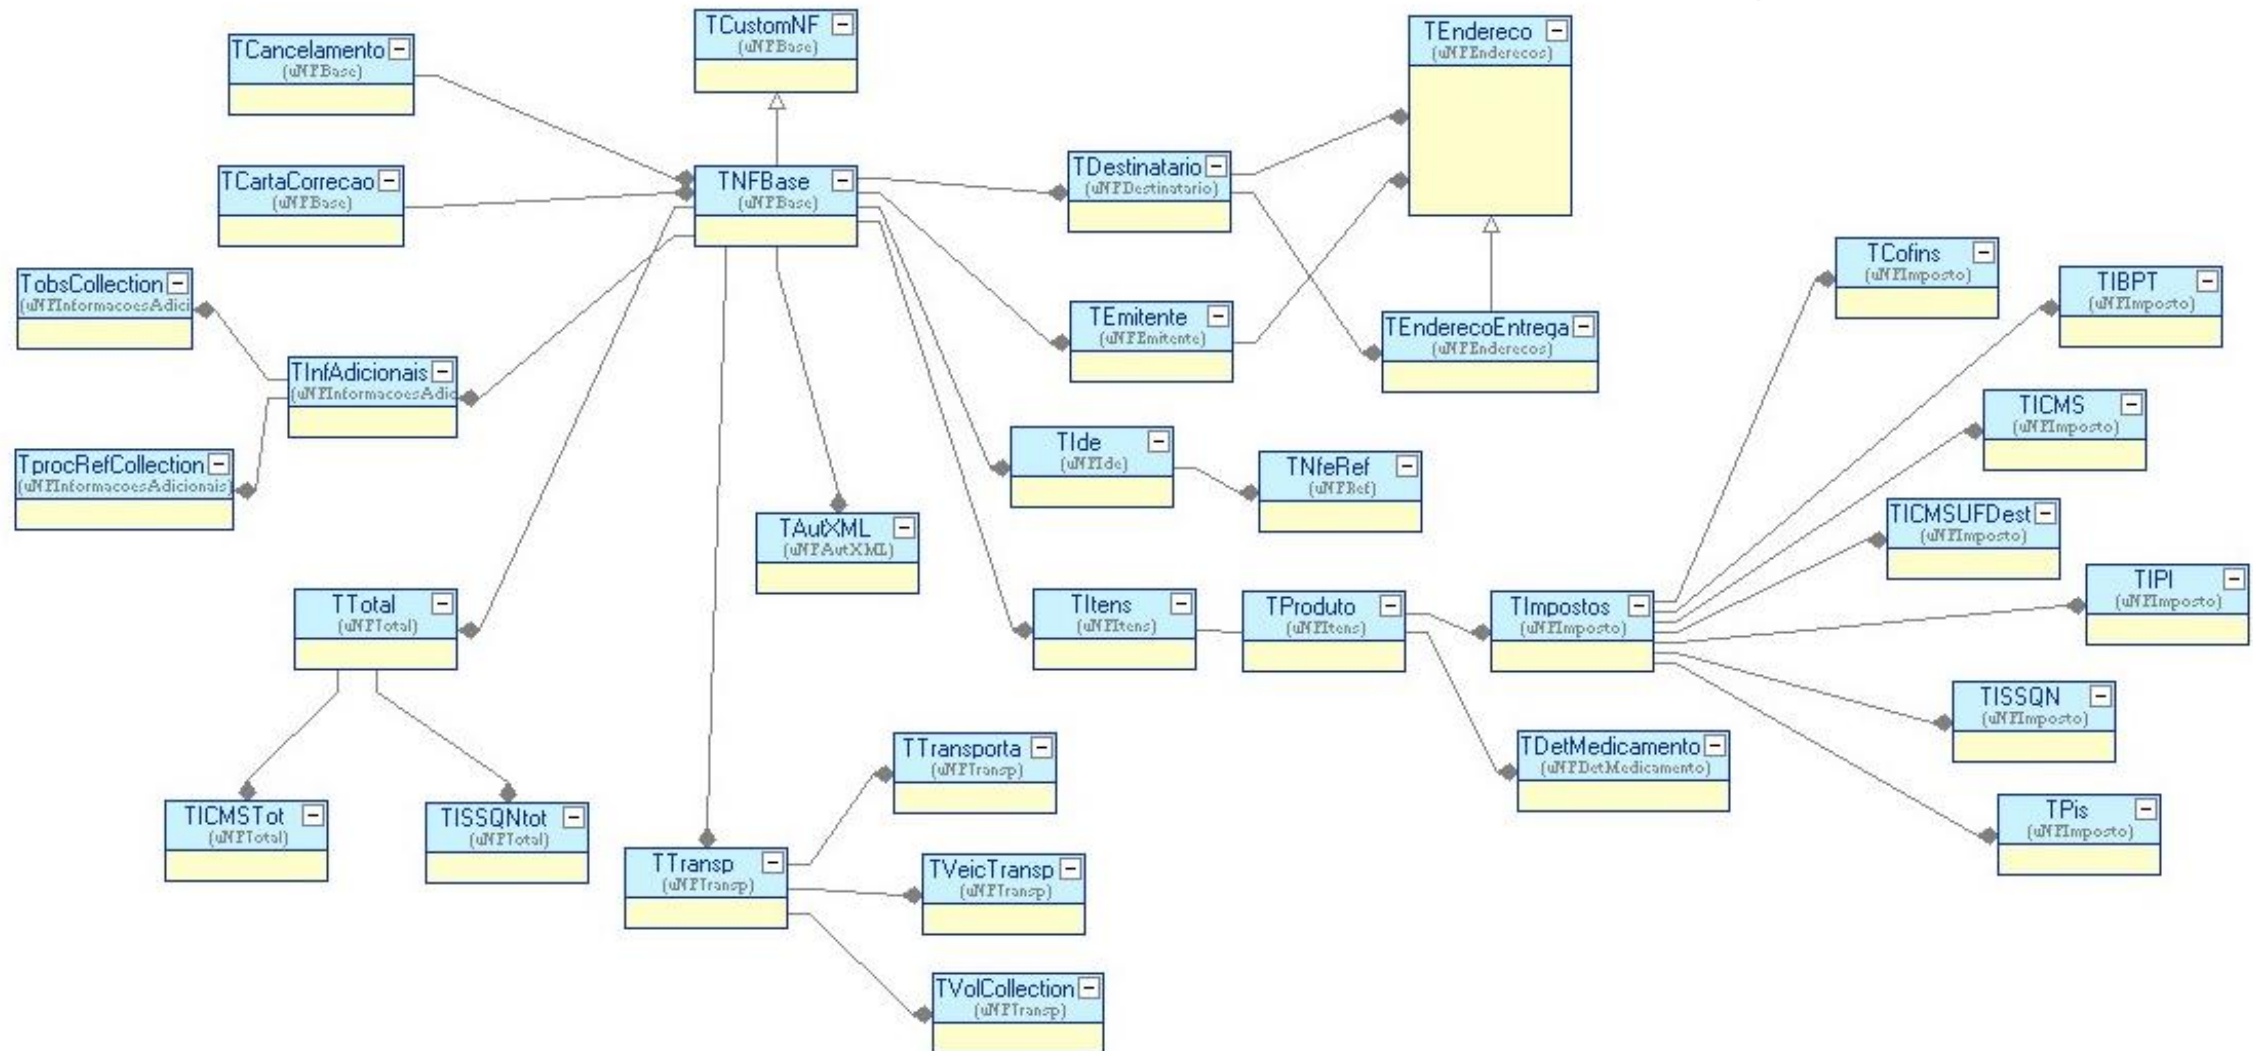 TCustomNF
(uNFBase)
TEndereco
(uNFEnderecos)
TCancelamento
(uNFBase)
TDestinatario
(uNFDestinatario)
TCartaCorrecao
(uNFBase)
TNFBase
(uNFBase)
TCofins
(uNFImposto)
TobsCollection
(uNFInformacoesAdici
TIBPT
(uNFImposto)
TEmitente
(uNFEmitente)
TEnderecoEntrega
(uNFEnderecos)
TInfAdicionais
(uNFInformacoesAdic
TICMS
(uNFImposto)
TIde
(uNFIde)
TprocRefCollection
(uNFInformacoesAdicionais)
TNfeRef
(uNFRef)
TAutXML
(uNFAutXML)
TICMSUFDest
(uNFImposto)
TIPI
(uNFImposto)
TTotal
(uNFTotal)
TItens
(uNFItens)
TProduto
(uNFItens)
TImpostos
(uNFImposto)
TISSQN
(uNFImposto)
TTransporta
(uNFTransp)
TDetMedicamento
(uNFDetMedicamento)
TICMSTot
(uNFTotal)
TISSQNtot
(uNFTotal)
TPis
(uNFImposto)
TTransp
(uNFTransp)
TVeicTransp
(uNFTransp)
TVolCollection
(uNFTransp)